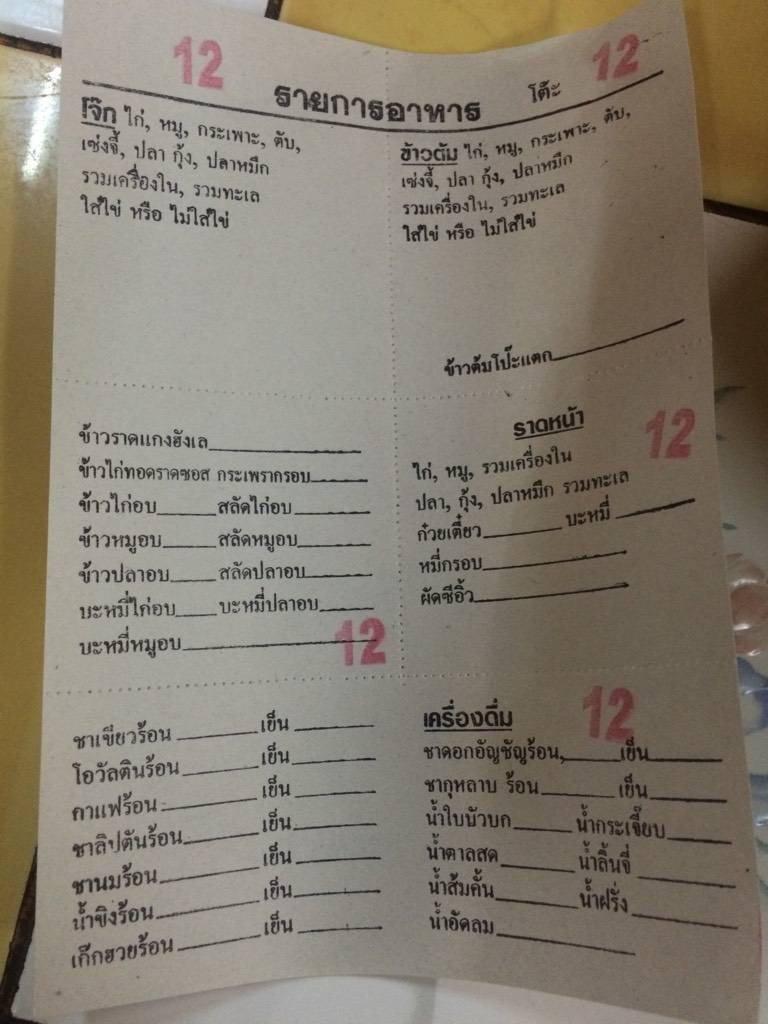 12 รายการอาหาร โต๊ะ 12
โจ๊ก ไก่, หมู, กระเพาะ, ตับ,
เซ่งจี้, ปลา กุ้ง, ปลาหมึก
รวมเครื่องใน, รวมทะเล
ใส่ไข่ หรือ ไม่ใส่ไข่
ข้าวต้ม ไก่, หมู, กระเพาะ, ตับ,
เซ่งจี้, ปลา กุ้ง, ปลาหมึก
รวมเครื่องใน, รวมทะเล
ใส่ไข่ หรือ ไม่ใส่ไข่
ข้าวต้มโป๊ะแตก
ข้าวราดแกงฮังเล
ข้าวไก่ทอดราดซอส กระเพรากรอบ
ข้าวไก่อบ สลัดไก่อบ
ข้าวหมูอบ สลัดหมูอบ
ข้าวปลาอบ สลัดปลาอบ
บะหมี่ไก่อบ บะหมี่ปลาอบ
บะหมี่หมูอบ 12
ราดหน้า 12
ไก่, หมู, รวมเครื่องใน
ปลา, กุ้ง, ปลาหมึก รวมทะเล
ก๋วยเตี๋ยว บะหมี่
หมี่กรอบ
ผัดซีอิ้ว
ชาเขียวร้อน เย็น
โอวัลตินร้อน เย็น
กาแฟร้อน เย็น
ชาลิปตันร้อน เย็น
ชานมร้อน เย็น
น้ำขิงร้อน เย็น
เก๊กฮวยร้อน เย็น
เครื่องดื่ม 12
ชาดอกอัญชัญร้อน, เย็น
ชากุหลาบ ร้อน เย็น
น้ำใบบัวบก น้ำกระเจี๊ยบ
น้ำตาลสด น้ำลิ้นจี่
น้ำส้มคั้น น้ำฝรั่ง
น้ำอัดลม